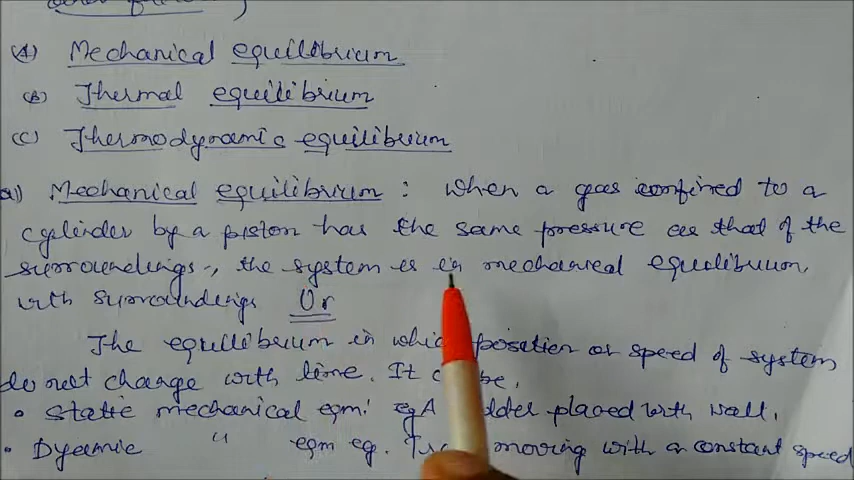 (A) Mechanical equilibrium
(B) Thermal equilibrium
(C) Thermodynamic equilibrium
a) Mechanical equilibrium : When a gas confined to a
cylinder by a piston has the same pressure as that of the
surroundings, the system is in mechanical equilibrium,
with surroundings Or
The equilibrium in which position or speed of system
do not change with time. It be,
• Static mechanical eqm: eg A placed with wall.
• Dyeamic " eqm eg. moving with a constant speed